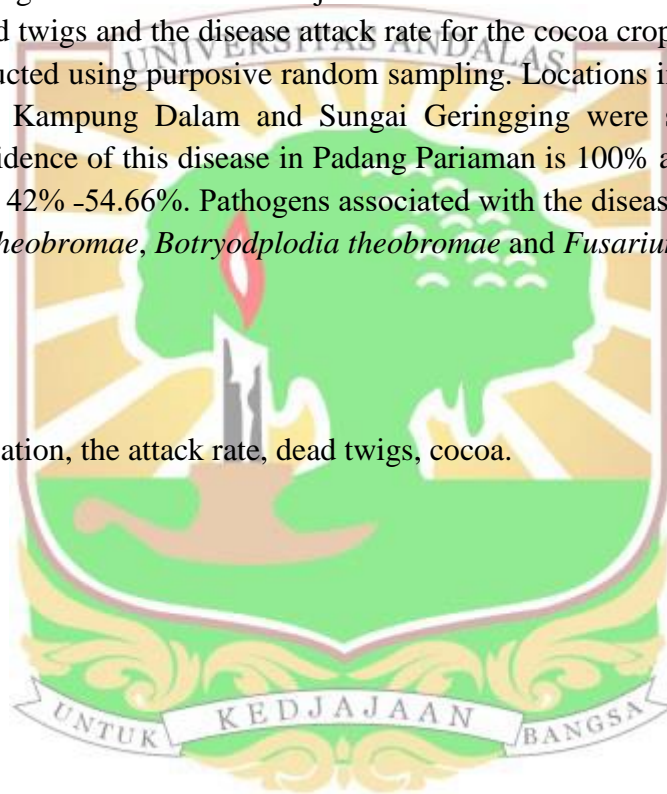 d twigs and the disease attack rate for the cocoa crop
UNIVERSITAS ANDALAS
ucted using purposive random sampling. Locations i
Kampung Dalam and Sungai Geringging were s
idence of this disease in Padang Pariaman is 100% a
42% -54.66%. Pathogens associated with the diseas
heobromae, Botryodplodia theobromae and Fusariu
ation, the attack rate, dead twigs, cocoa.
UNTUK KEDJAJAAN BANGSA